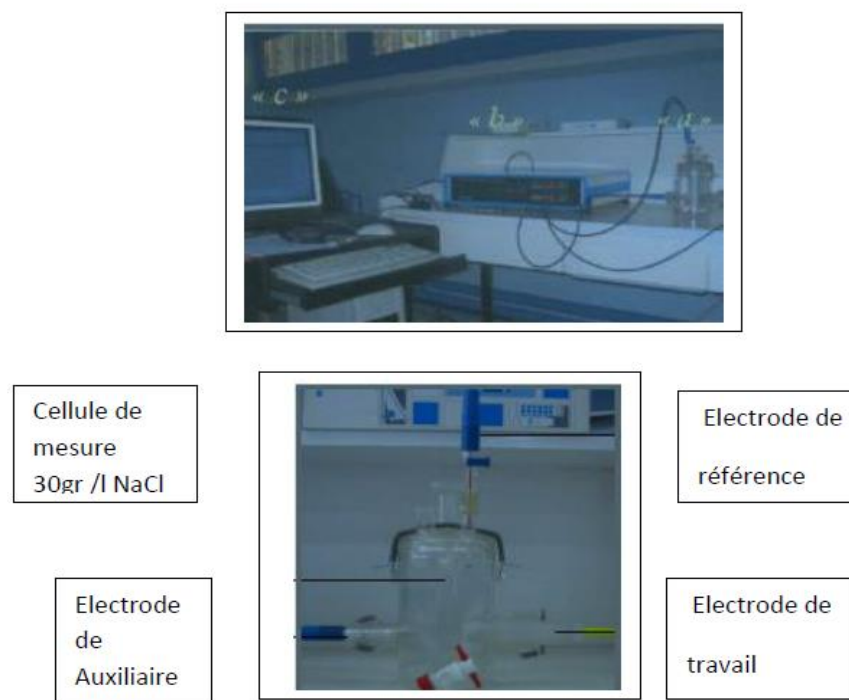 « c »
« b »
« a »
Cellule de
mesure
30gr /l NaCl
Electrode de
référence
Electrode
de
Auxiliaire
Electrode de
travail